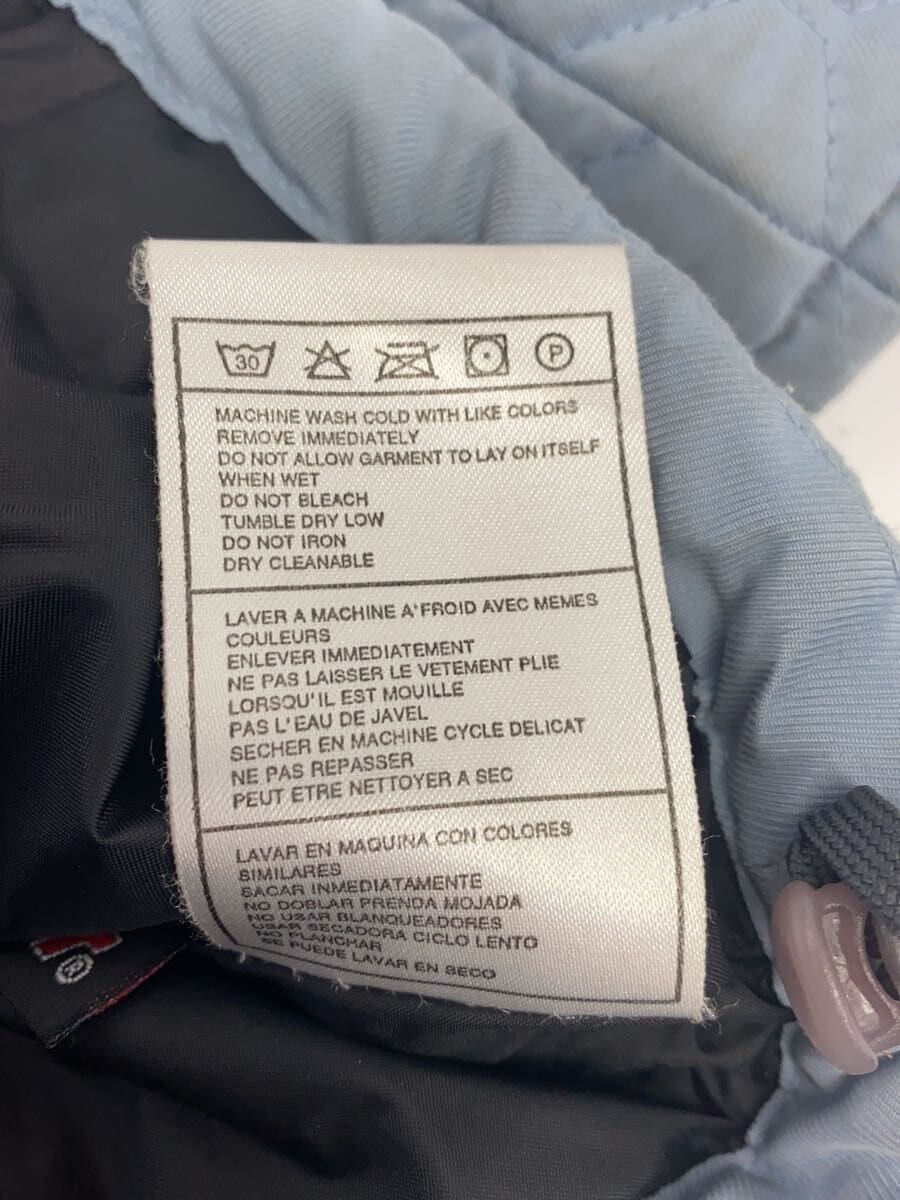 30
P
MACHINE WASH COLD WITH LIKE COLORS
REMOVE IMMEDIATELY
DO NOT ALLOW GARMENT TO LAY ON ITSELF
WHEN WET
DO NOT BLEACH
TUMBLE DRY LOW
DO NOT IRON
DRY CLEANABLE
LAVER A MACHINE A'FROID AVEC MEMES
COULEURS
ENLEVER IMMEDIATEMENT
NE PAS LAISSER LE VETEMENT PLIE
LORSQU'IL EST MOUILLE
PAS L'EAU DE JAVEL
SECHER EN MACHINE CYCLE DELICAT
NE PAS REPASSER
PEUT ETRE NETTOYER A SEC
LAVAR EN MAQUINA CON COLORES
SIMILARES
SACAR INMEDIATAMENTE
NO DOBLAR PRENDA MOJADA
NO USAR BLANQUEADORES
USAR SECADORA CICLO LENTO
NO PLANCHAR
SE PUEDE LAVAR EN SECO
®